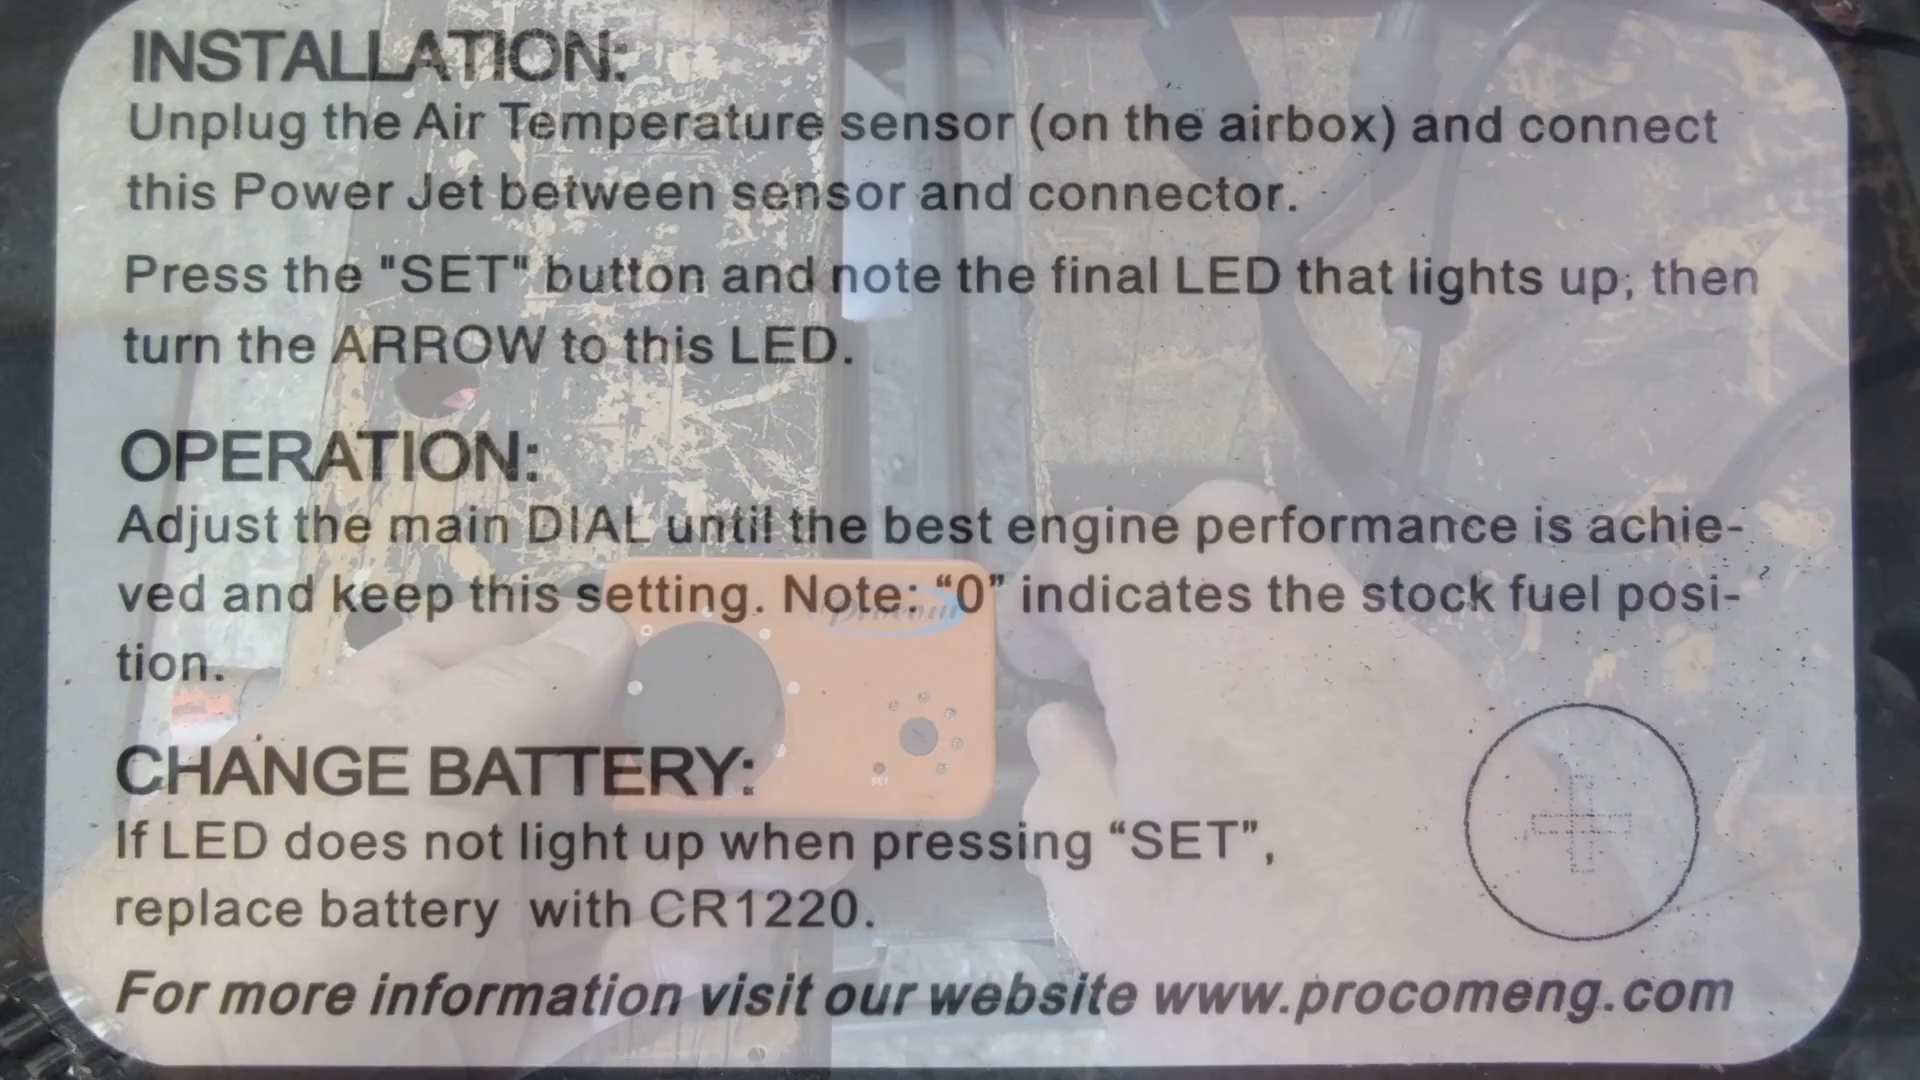 INSTALLATION:
Unplug the Air Temperature sensor (on the airbox) and connect
this Power Jet between sensor and connector.
Press the "SET" button and note the final LED that lights up; then
turn the ARROW to this LED.
OPERATION:
Adjust the main DIAL until the best engine performance is achie-
ved and keep this setting. Note: “0” indicates the stock fuel posi-
tion.
Procom
SET
CHANGE BATTERY:
If LED does not light up when pressing “SET”,
replace battery with CR1220.
For more information visit our website www.procomeng.com